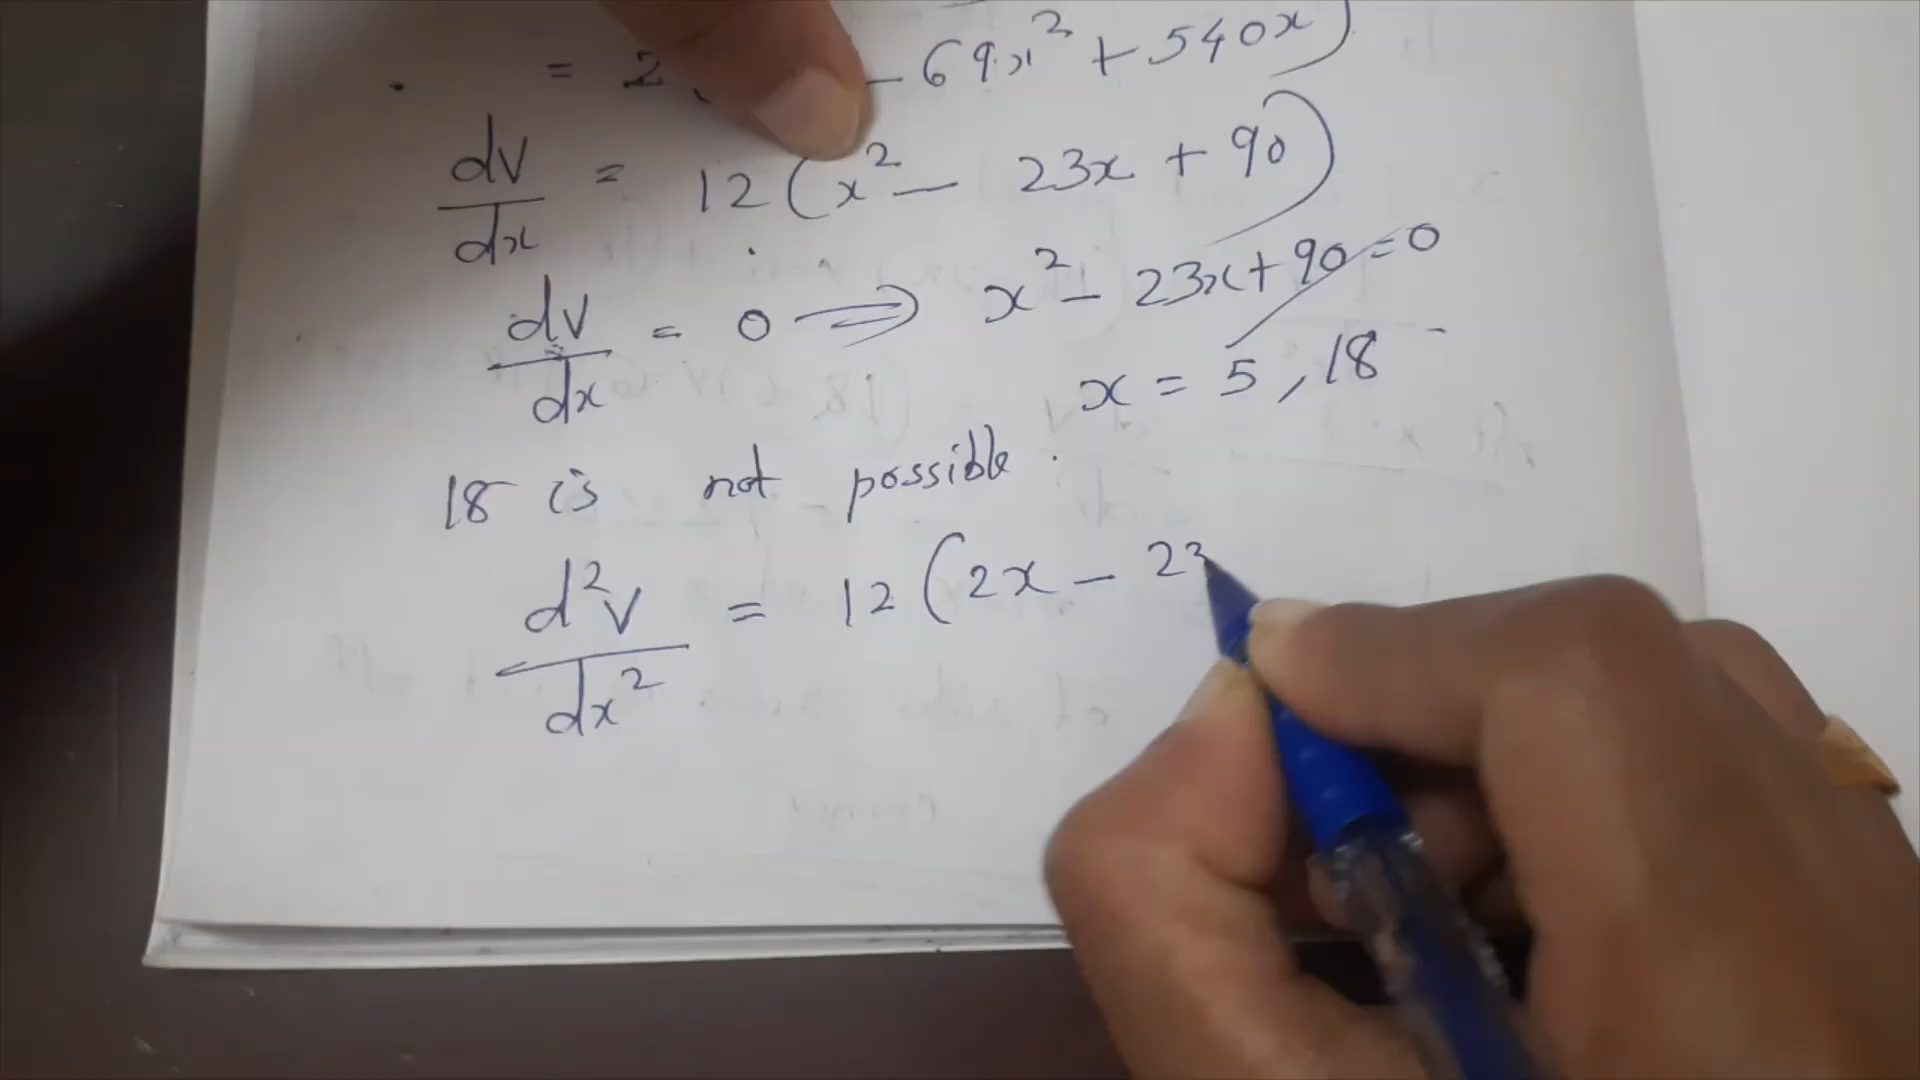 = 2( - 69x² + 540x)
dV/dx = 12(x² - 23x + 90)
dV/dx = 0 ⟹ x² - 23x + 90 = 0
x = 5, 18
18 is not possible.
d²V/dx² = 12(2x - 23